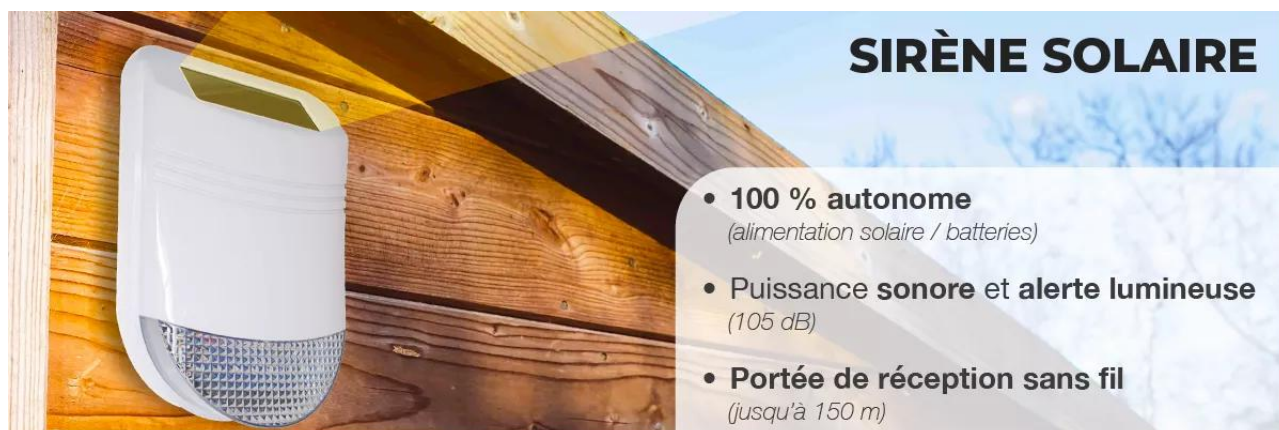 SIRÈNE SOLAIRE
• 100 % autonome
(alimentation solaire / batteries)
• Puissance sonore et alerte lumineuse
(105 dB)
• Portée de réception sans fil
(jusqu'à 150 m)